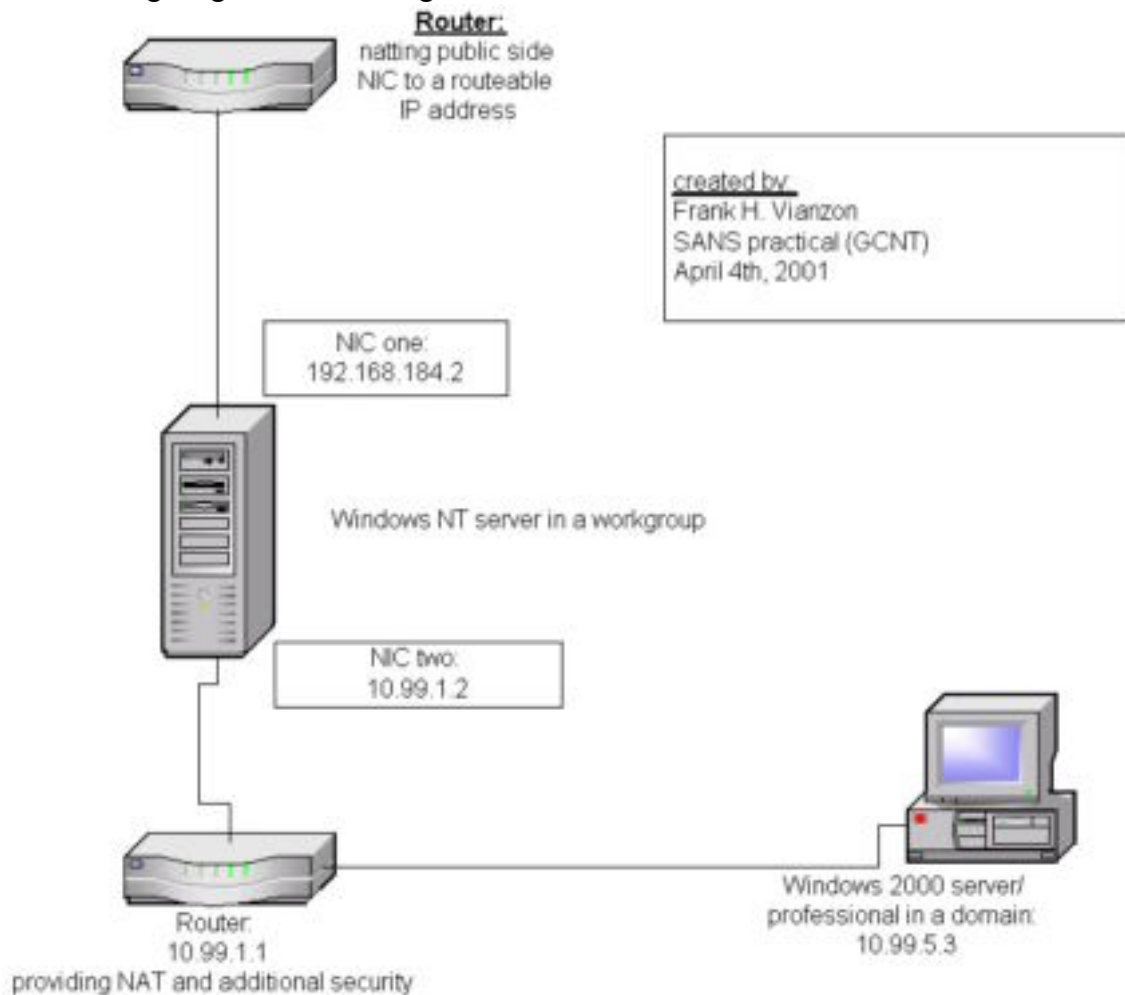 Router:
natting public side
NIC to a routeable
IP address
created by:
Frank H. Vianzon
SANS practical (GCNT)
April 4th, 2001
NIC one:
192.168.184.2
Windows NT server in a workgroup
NIC two:
10.99.1.2
Windows 2000 server/
professional in a domain:
10.99.5.3
Router:
10.99.1.1
providing NAT and additional security